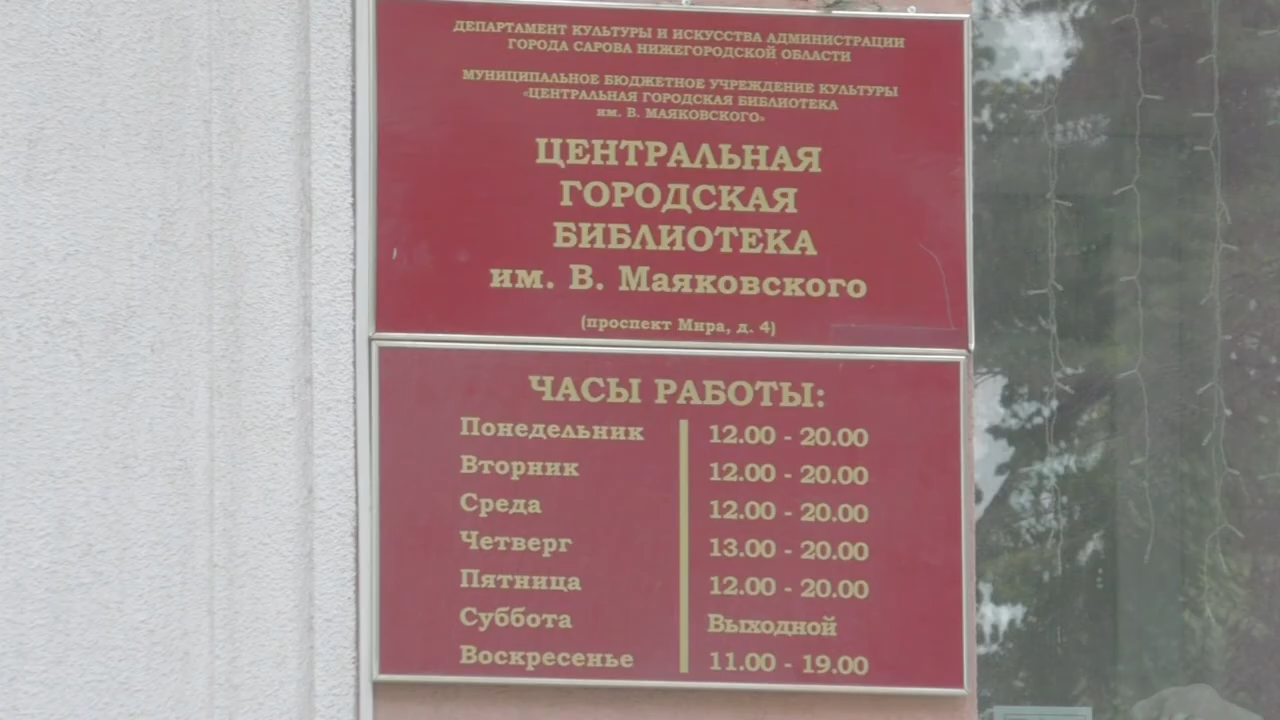 ДЕПАРТАМЕНТ КУЛЬТУРЫ И ИСКУССТВА АДМИНИСТРАЦИИ
ГОРОДА САРОВА НИЖЕГОРОДСКОЙ ОБЛАСТИ
МУНИЦИПАЛЬНОЕ БЮДЖЕТНОЕ УЧРЕЖДЕНИЕ КУЛЬТУРЫ
«ЦЕНТРАЛЬНАЯ ГОРОДСКАЯ БИБЛИОТЕКА
им. В. МАЯКОВСКОГО»
ЦЕНТРАЛЬНАЯ
ГОРОДСКАЯ
БИБЛИОТЕКА
им. В. Маяковского
(проспект Мира, д. 4)
ЧАСЫ РАБОТЫ:
Понедельник 12.00 - 20.00
Вторник 12.00 - 20.00
Среда 12.00 - 20.00
Четверг 13.00 - 20.00
Пятница 12.00 - 20.00
Суббота Выходной
Воскресенье 11.00 - 19.00